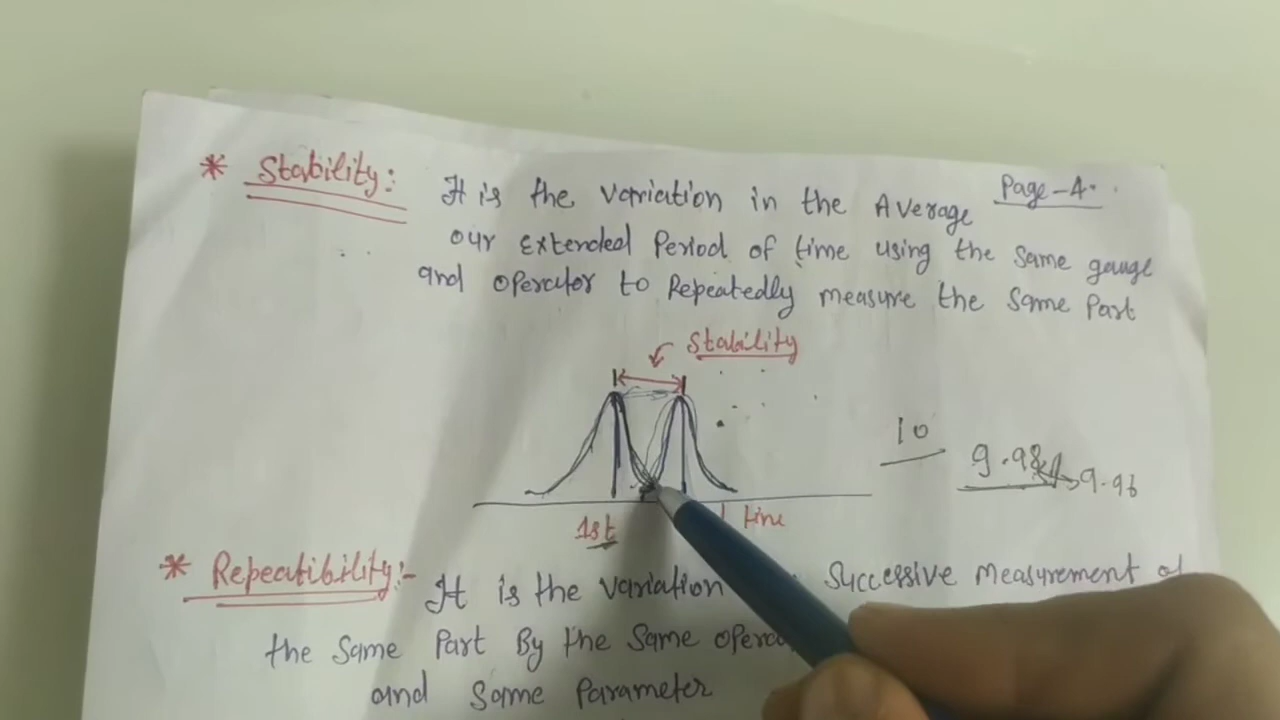 * Stability: It is the variation in the Average Page-4.
our Extended Period of time using the Same gauge
and operator to Repeatedly measure the Same Part
Stability
10
9.98 9.96
1st time
* Repeatibility:- It is the variation Successive measurement of
the Same Part By the Same
and Same Parameter